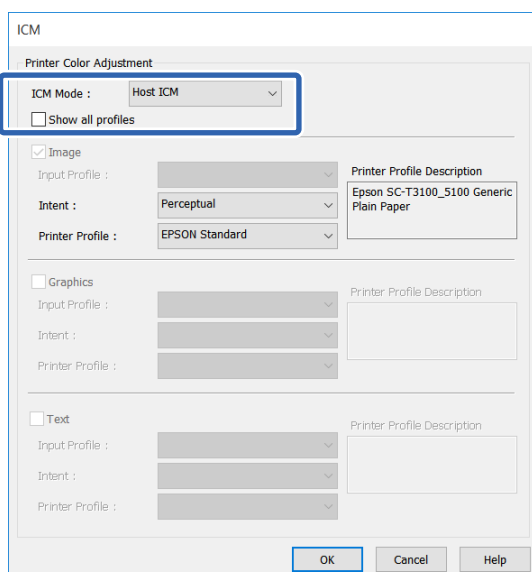 ICM
Printer Color Adjustment
ICM Mode : Host ICM
Show all profiles
Image
Input Profile :
Printer Profile Description
Intent : Perceptual
Epson SC-T3100_5100 Generic
Plain Paper
Printer Profile : EPSON Standard
Graphics
Input Profile :
Printer Profile Description
Intent :
Printer Profile :
Text
Input Profile :
Printer Profile Description
Intent :
Printer Profile :
OK Cancel Help